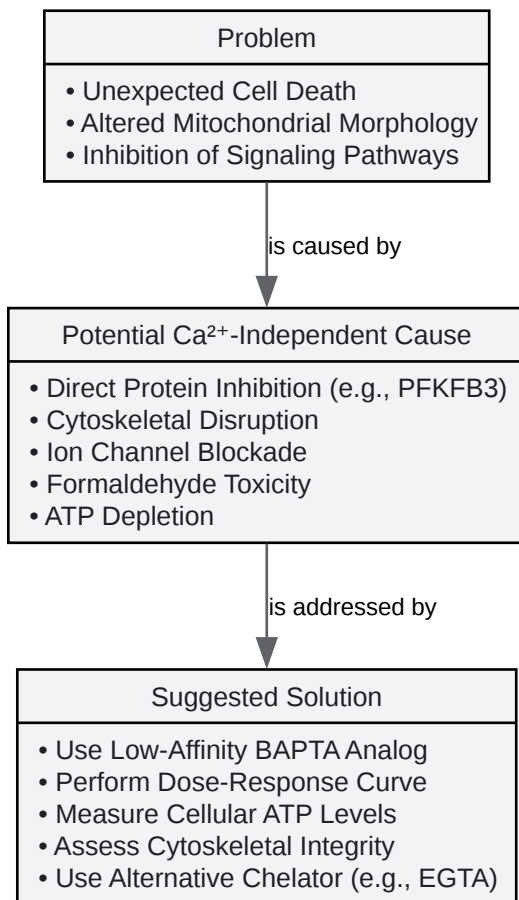 Problem
• Unexpected Cell Death
• Altered Mitochondrial Morphology
• Inhibition of Signaling Pathways
is caused by
Potential Ca²⁺-Independent Cause
• Direct Protein Inhibition (e.g., PFKFB3)
• Cytoskeletal Disruption
• Ion Channel Blockade
• Formaldehyde Toxicity
• ATP Depletion
is addressed by
Suggested Solution
• Use Low-Affinity BAPTA Analog
• Perform Dose-Response Curve
• Measure Cellular ATP Levels
• Assess Cytoskeletal Integrity
• Use Alternative Chelator (e.g., EGTA)